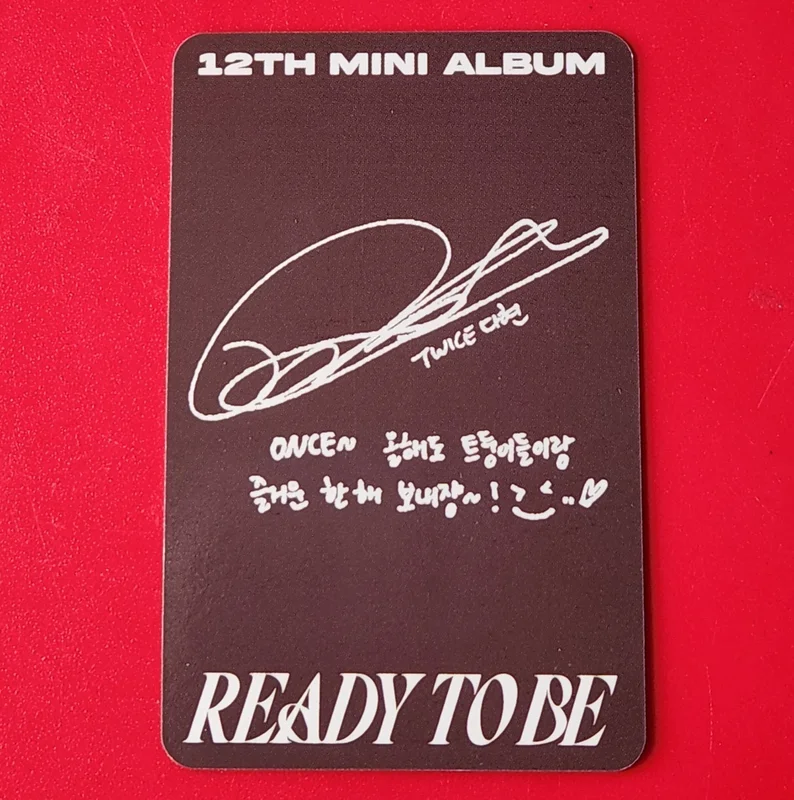 12TH MINI ALBUM
TWICE 다현
ONCE~ 올해도 트둥이들이랑
즐거운 한 해 보내장~!
READY TO BE